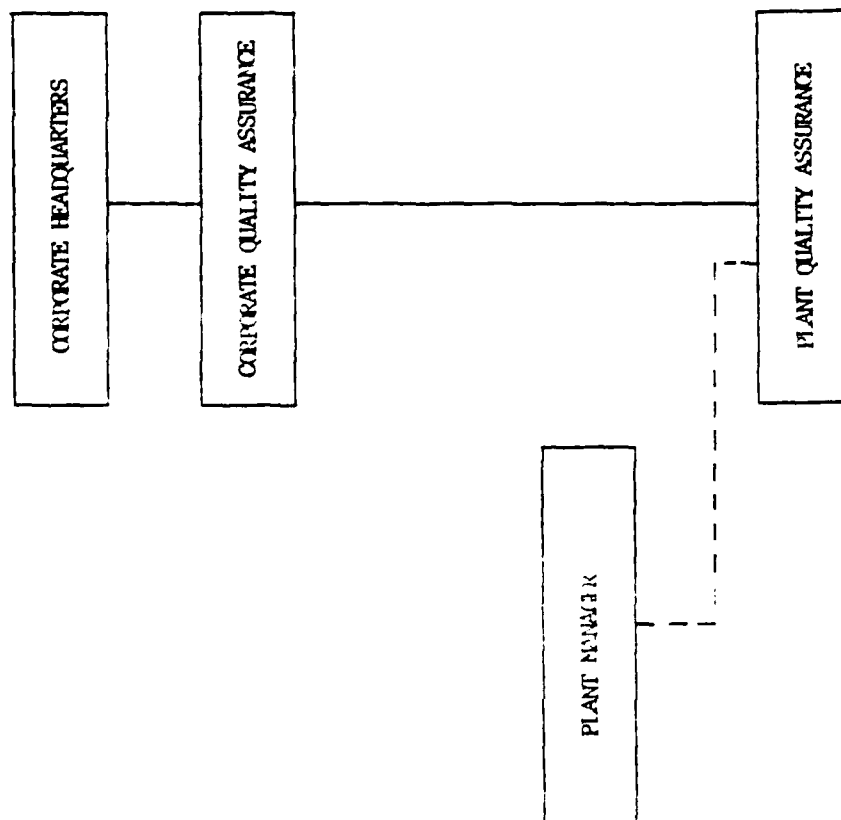 CORPORATE HEADQUARTERS
CORPORATE QUALITY ASSURANCE
PLANT QUALITY ASSURANCE
PLANT MANAGER